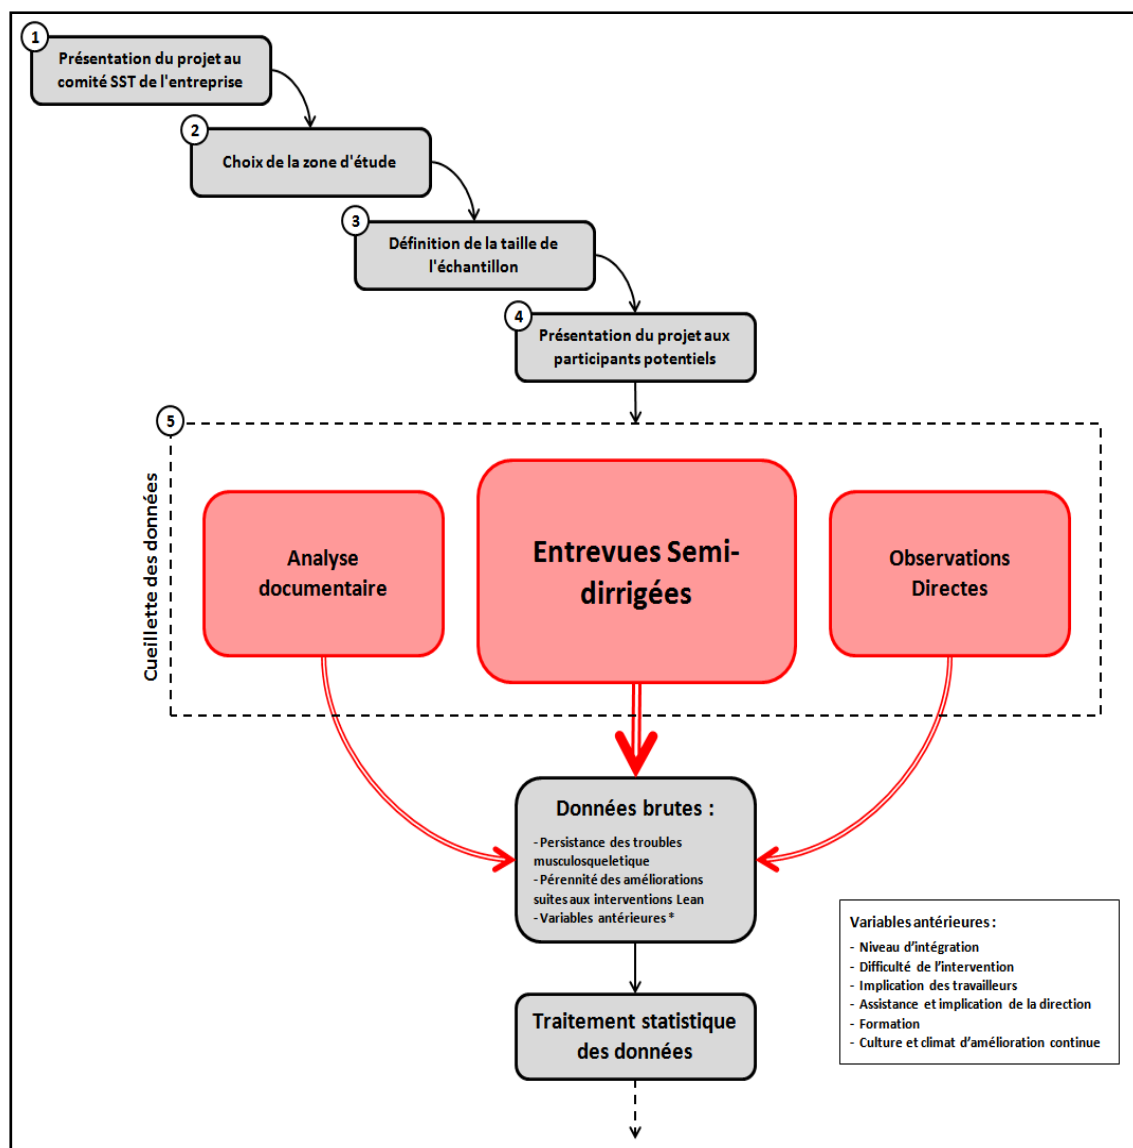 1
Présentation du projet au
comité SST de l'entreprise
2
Choix de la zone d'étude
3
Définition de la taille de
l'échantillon
4
Présentation du projet aux
participants potentiels
5
Cueillette des données
Analyse
documentaire
Entrevues Semi-
dirrigées
Observations
Directes
Données brutes :
- Persistance des troubles
musculosqueletique
- Pérennité des améliorations
suites aux interventions Lean
- Variables antérieures *
Variables antérieures :
- Niveau d'intégration
- Difficulté de l'intervention
- Implication des travailleurs
- Assistance et implication de la direction
- Formation
- Culture et climat d'amélioration continue
Traitement statistique
des données